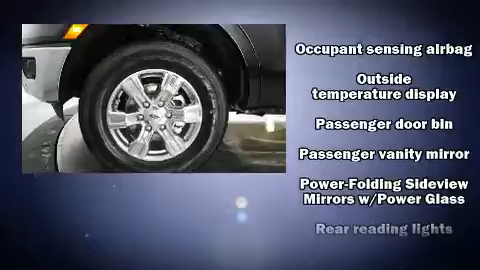 Occupant sensing airbag
Outside
temperature display
Passenger door bin
Passenger vanity mirror
Power-Folding Sideview
Mirrors w/Power Glass
Rear reading lights